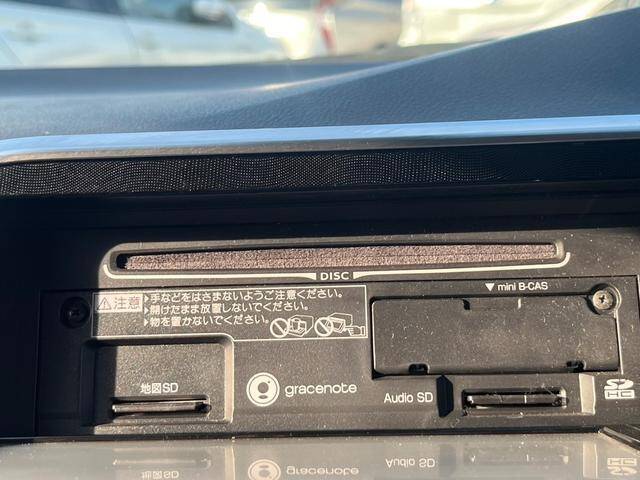 DISC
⚠注意
▶手などをはさまないようご注意ください。
▶開けたまま放置しないでください。
▶物を置かないでください。
▼ mini B-CAS
地図SD
gracenote
Audio SD
SD
HC